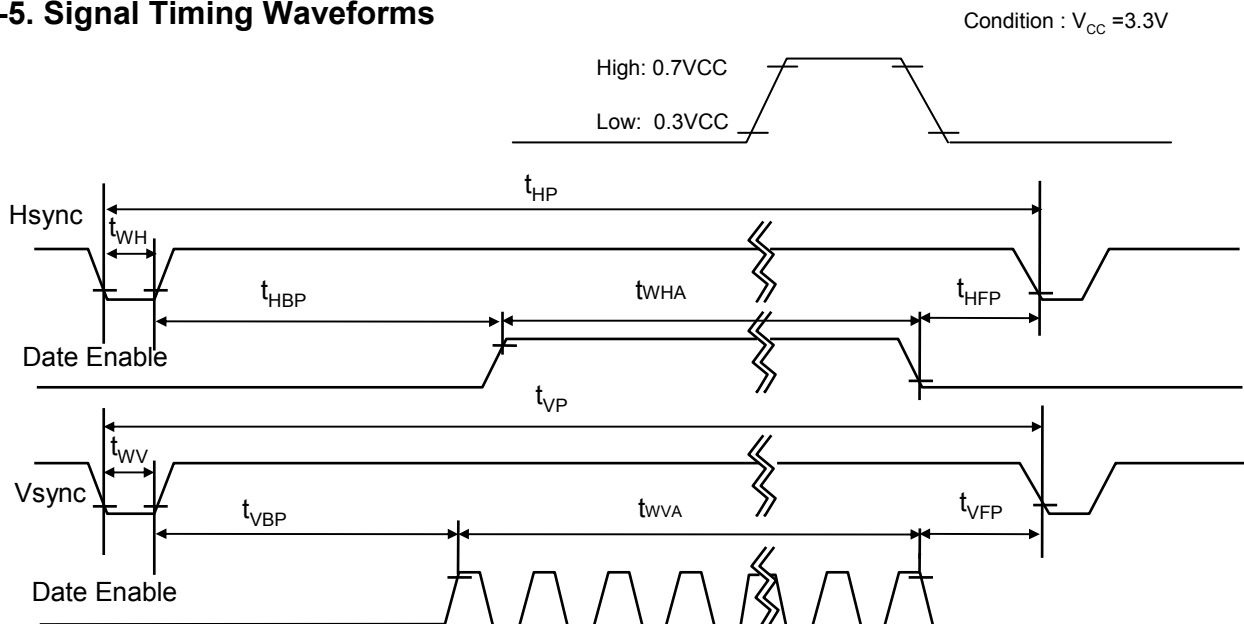 -5. Signal Timing Waveforms
Condition : VCC =3.3V
High: 0.7VCC
Low: 0.3VCC
tHP
Hsync
tWH
tHBP
tWHA
tHFP
Date Enable
tVP
tWV
Vsync
tVBP
tWVA
tVFP
Date Enable